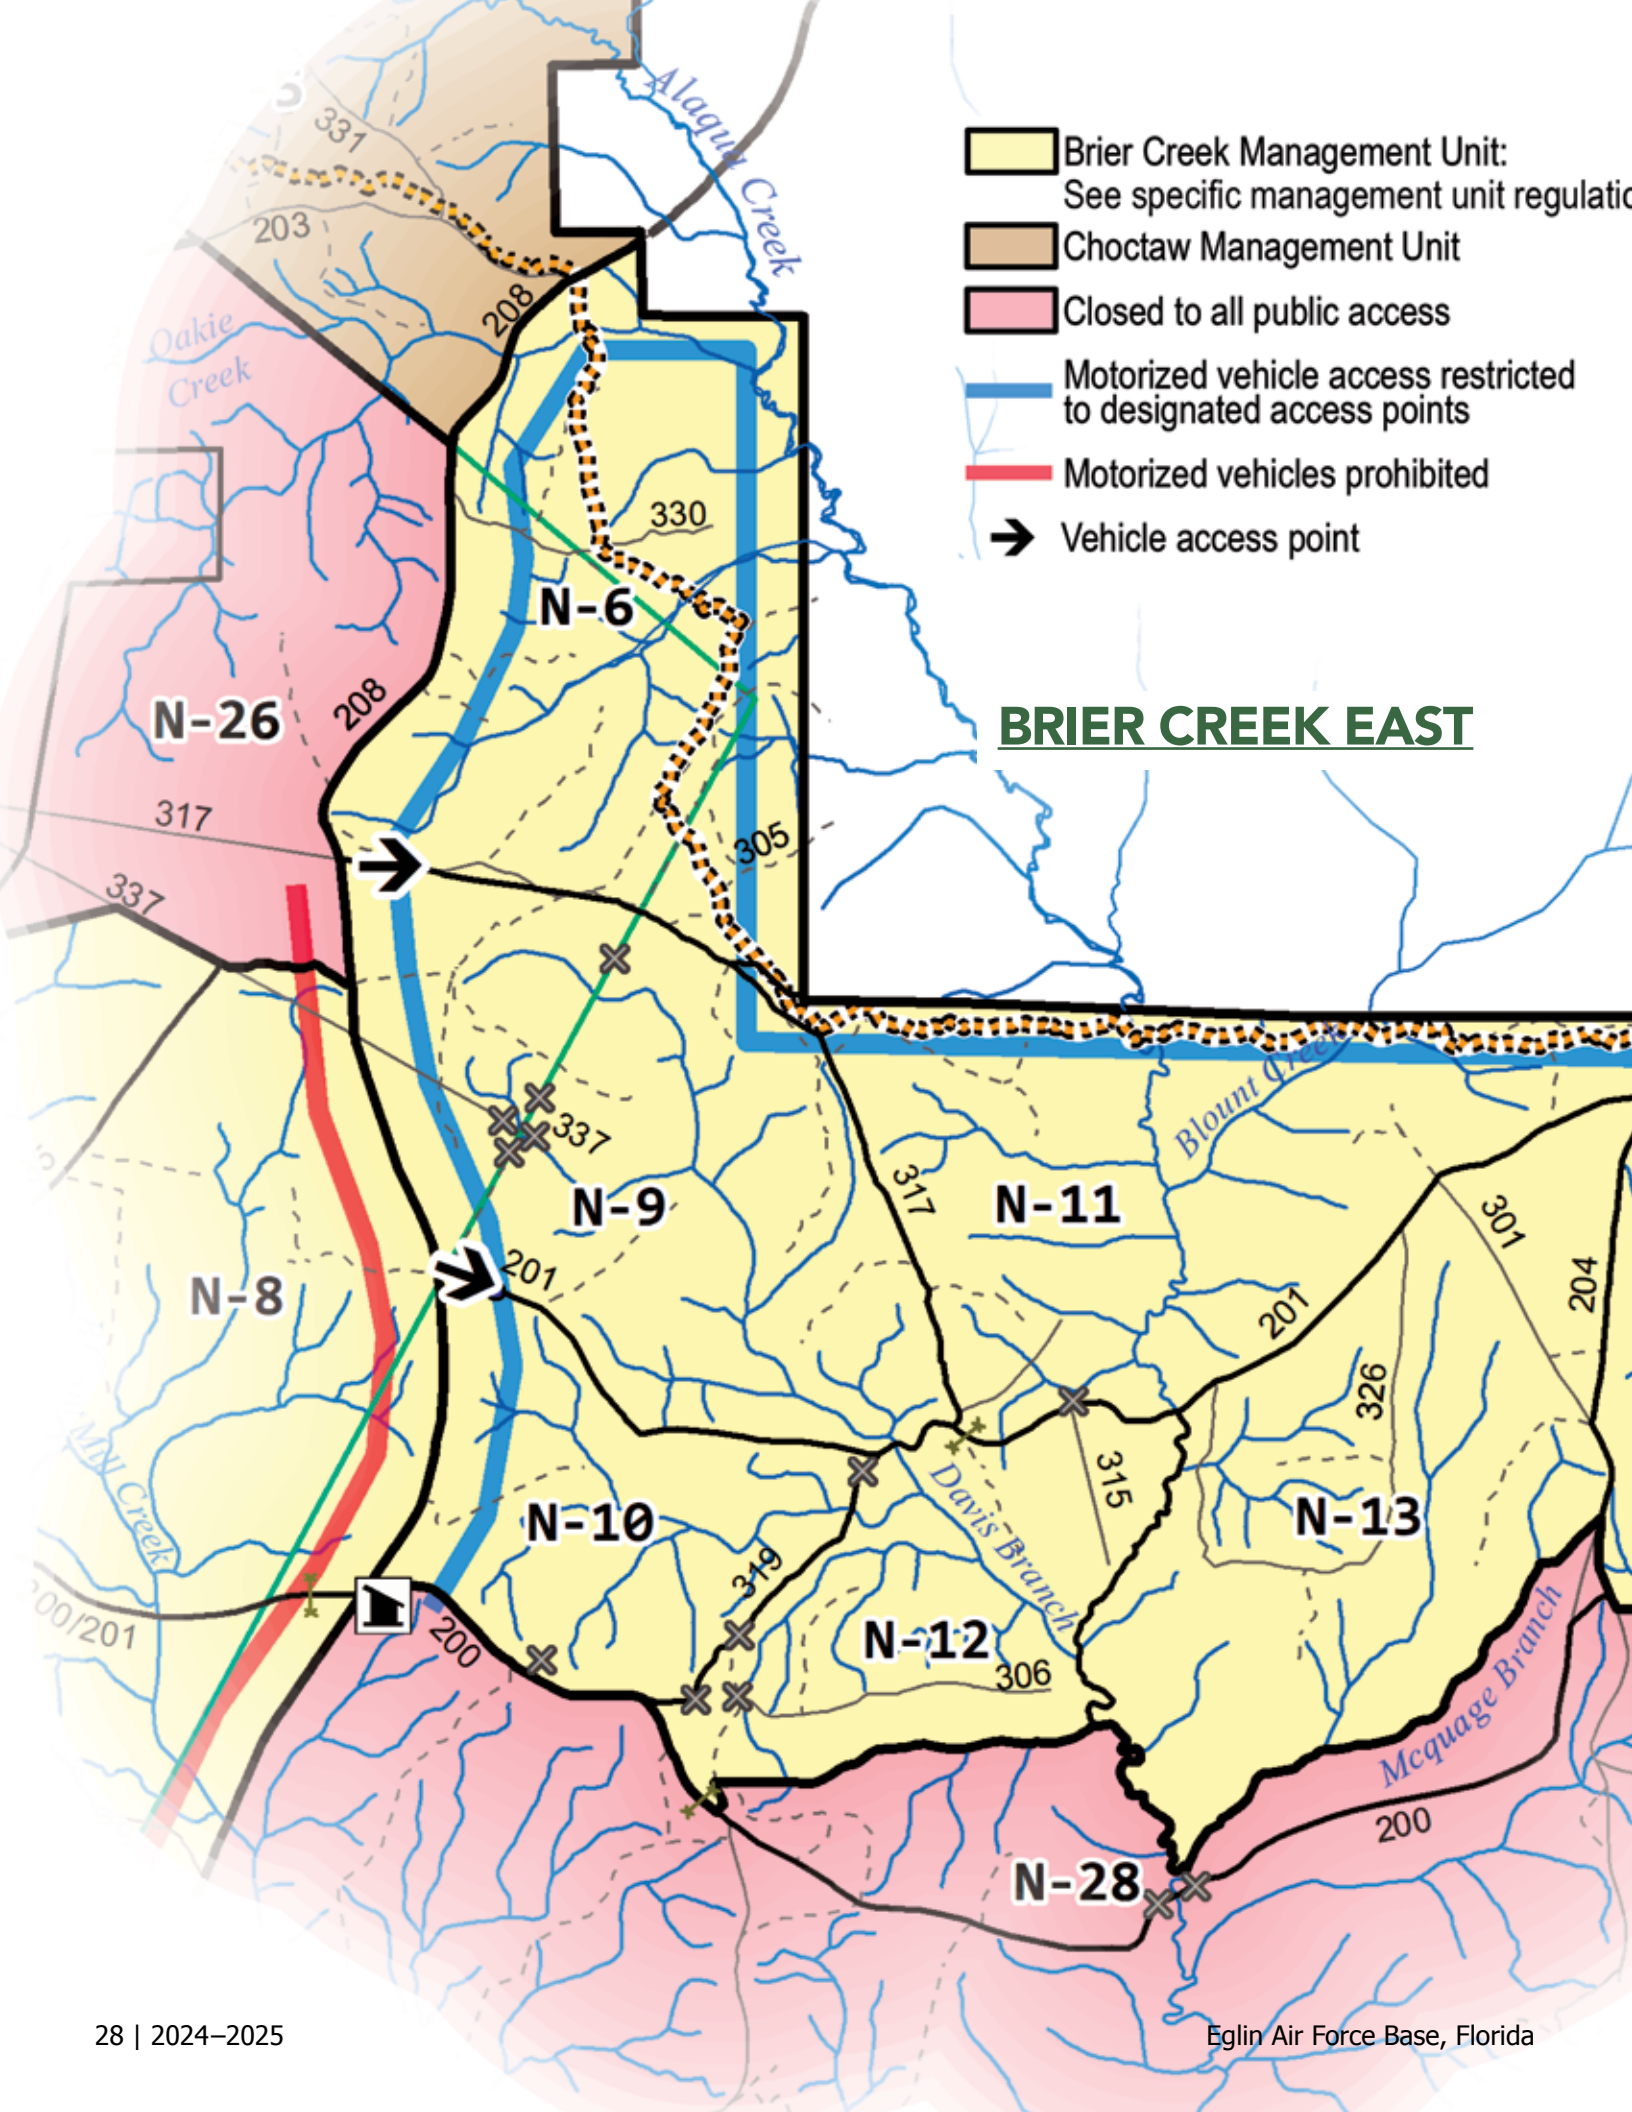 Alaqua Creek
331
203
208
Oakie
Creek
Brier Creek Management Unit:
See specific management unit
Choctaw Management Unit
Closed to all public access
Motorized vehicle access restricted
to designated access points
Motorized vehicles prohibited
Vehicle access point
330
N-6
N-26
208
BRIER CREEK EAST
317
305
337
337
Blount Creek
N-9
317
N-11
301
N-8
201
201
204
326
Mill Creek
315
N-10
Davis Branch
N-13
319
200/201
200
N-12
306
Mcquage Branch
200
N-28
28 | 2024–2025
Eglin Air Force Base, Florida